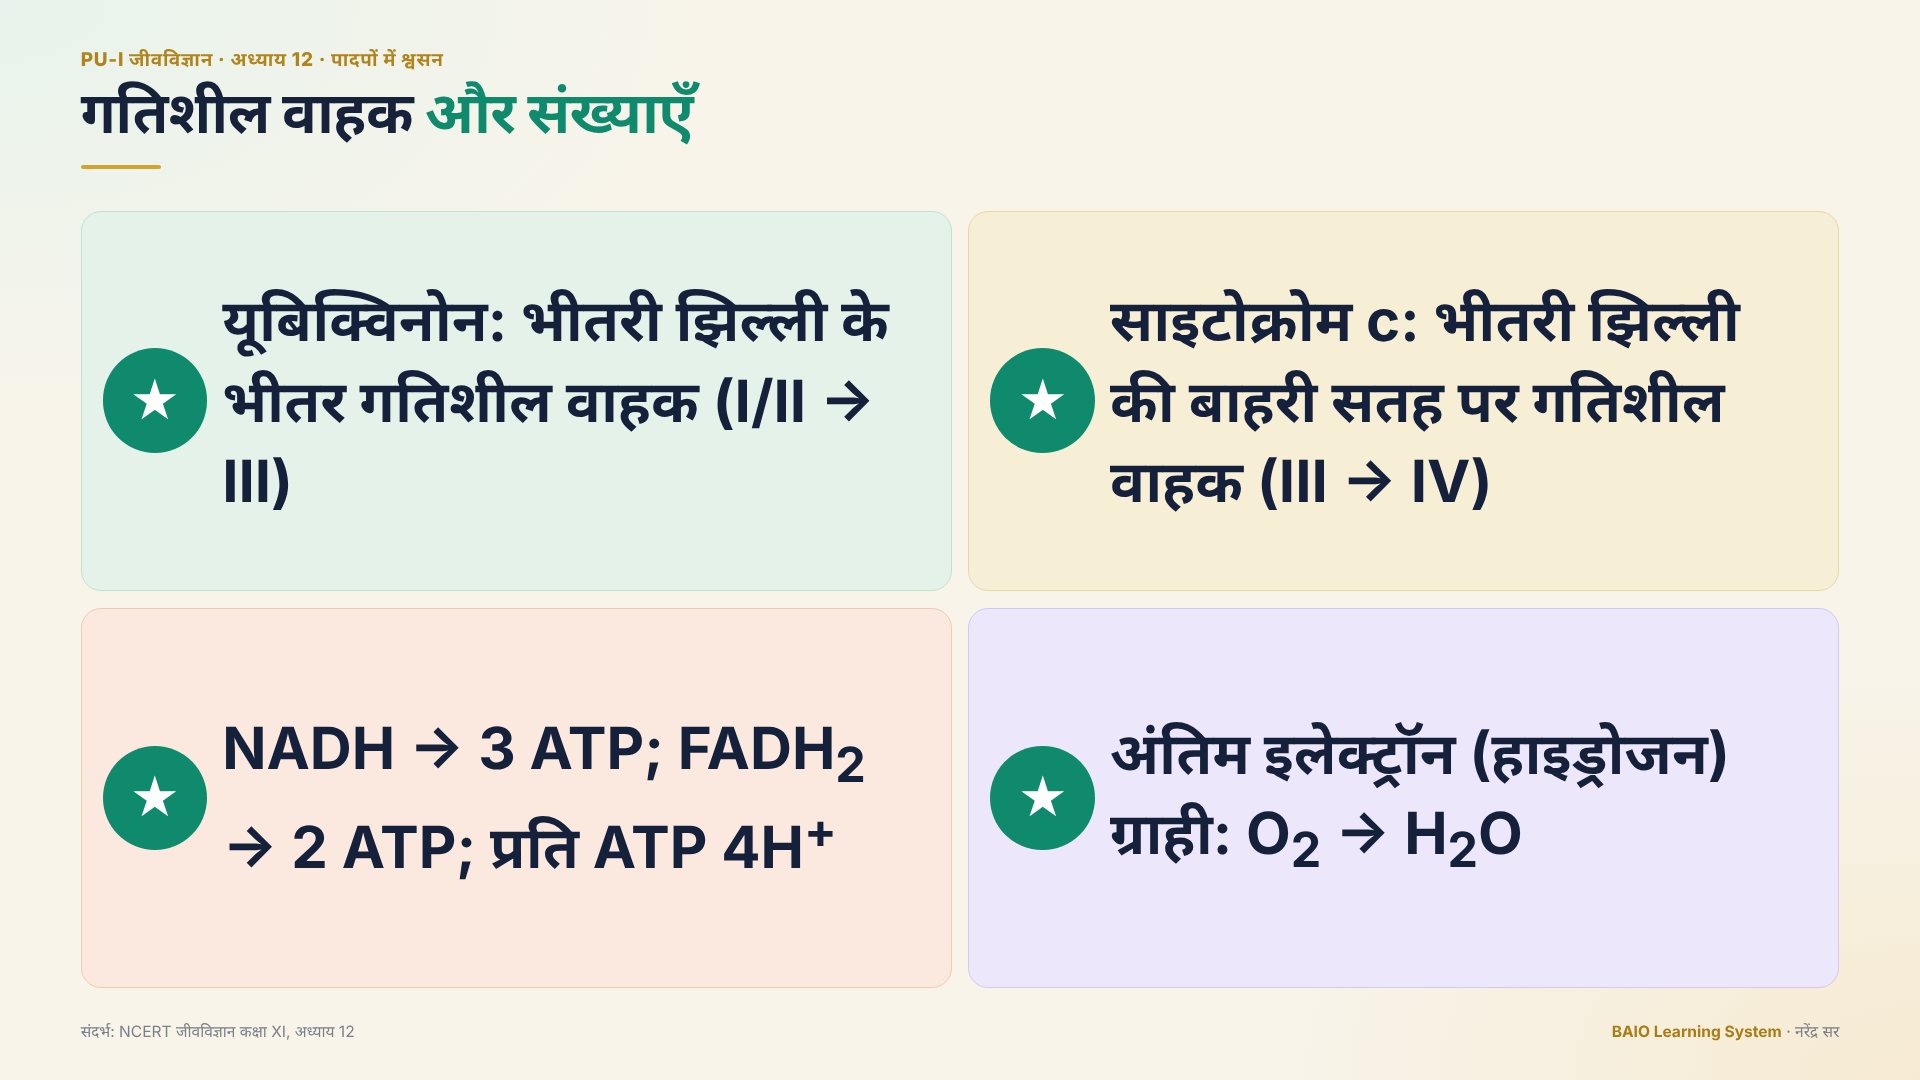 PU-I जीवविज्ञान · अध्याय 12 · पादपों में श्वसन
गतिशील वाहक और संख्याएँ
यूबिक्विनोन: भीतरी झिल्ली के
भीतर गतिशील वाहक (I/II →
III)
साइटोक्रोम c: भीतरी झिल्ली
की बाहरी सतह पर गतिशील
वाहक (III → IV)
NADH → 3 ATP; FADH₂
→ 2 ATP; प्रति ATP 4H⁺
अंतिम इलेक्ट्रॉन (हाइड्रोजन)
ग्राही: O₂ → H₂O
संदर्भ: NCERT जीवविज्ञान कक्षा XI, अध्याय 12
BAIO Learning System · नरेंद्र सर